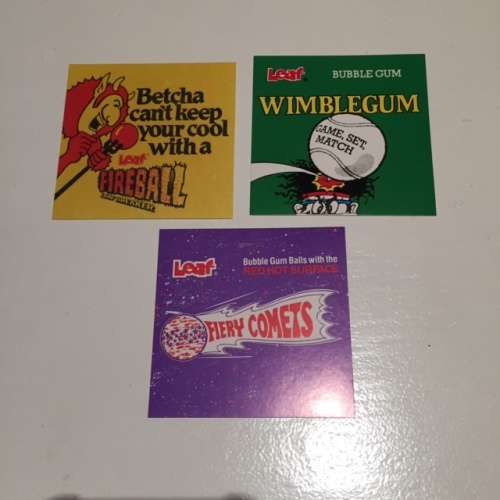 Betcha
can't keep
your cool
with a
Leaf
FIREBALL
JAWBREAKER
Leaf
BUBBLE GUM
WIMBLEGUM
GAME, SET,
MATCH
Leaf
Bubble Gum Balls with the
RED HOT SURFACE
FIERY COMETS